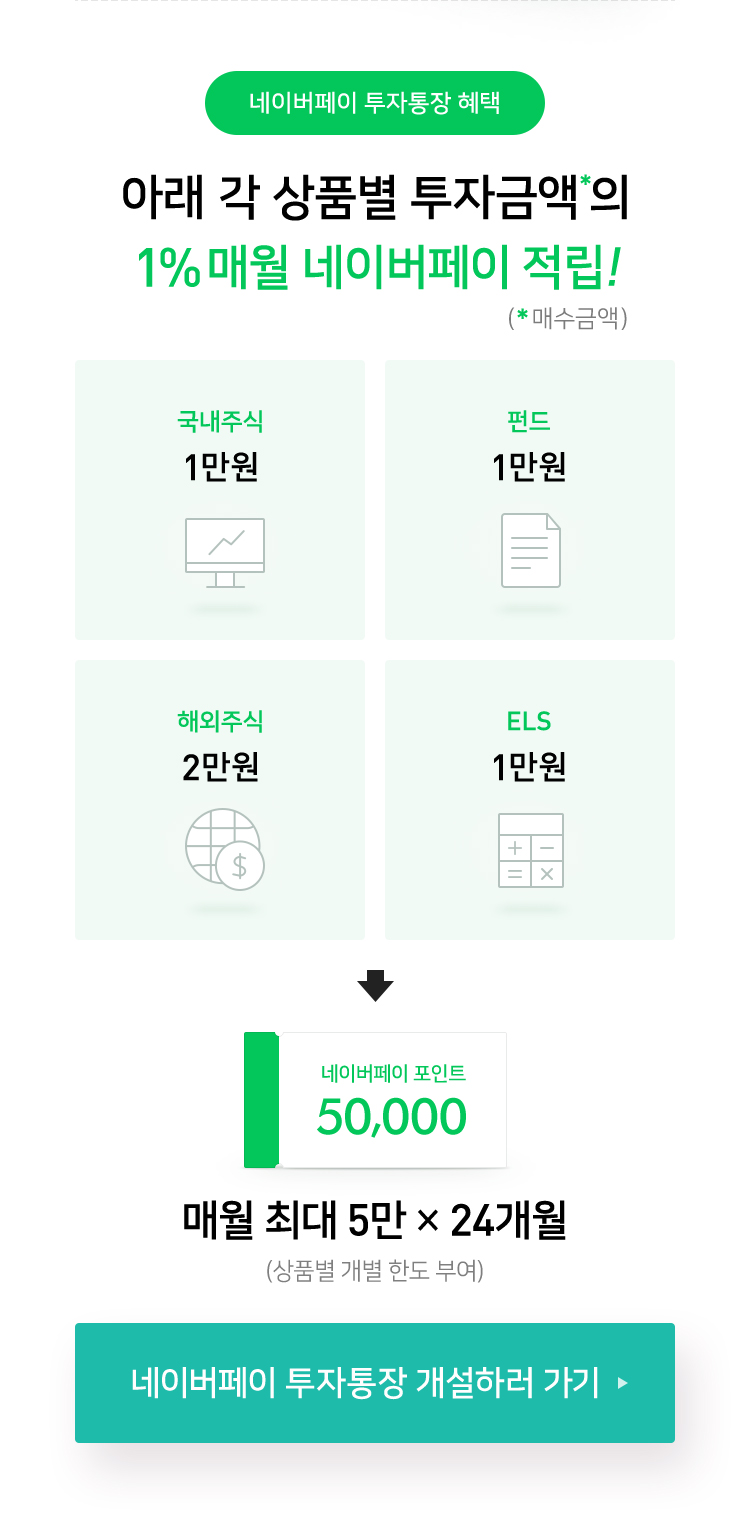 네이버페이 투자통장 혜택
아래 각 상품별 투자금액*의
1% 매월 네이버페이 적립!
(*매수금액)
국내주식
1만원
펀드
1만원
해외주식
2만원
$
ELS
1만원
+ −
= ×
네이버페이 포인트
50,000
매월 최대 5만 × 24개월
(상품별 개별 한도 부여)
네이버페이 투자통장 개설하러 가기 ▶